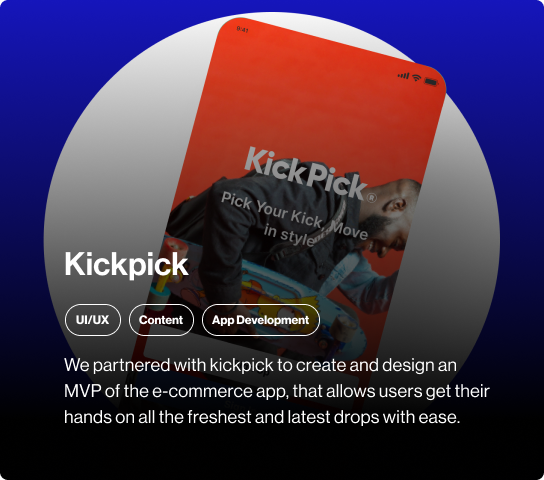 9:41
KickPick®
Pick Your Kick, Move
in style
Kickpick
UI/UX
Content
App Development
We partnered with kickpick to create and design an
MVP of the e-commerce app, that allows users get their
hands on all the freshest and latest drops with ease.